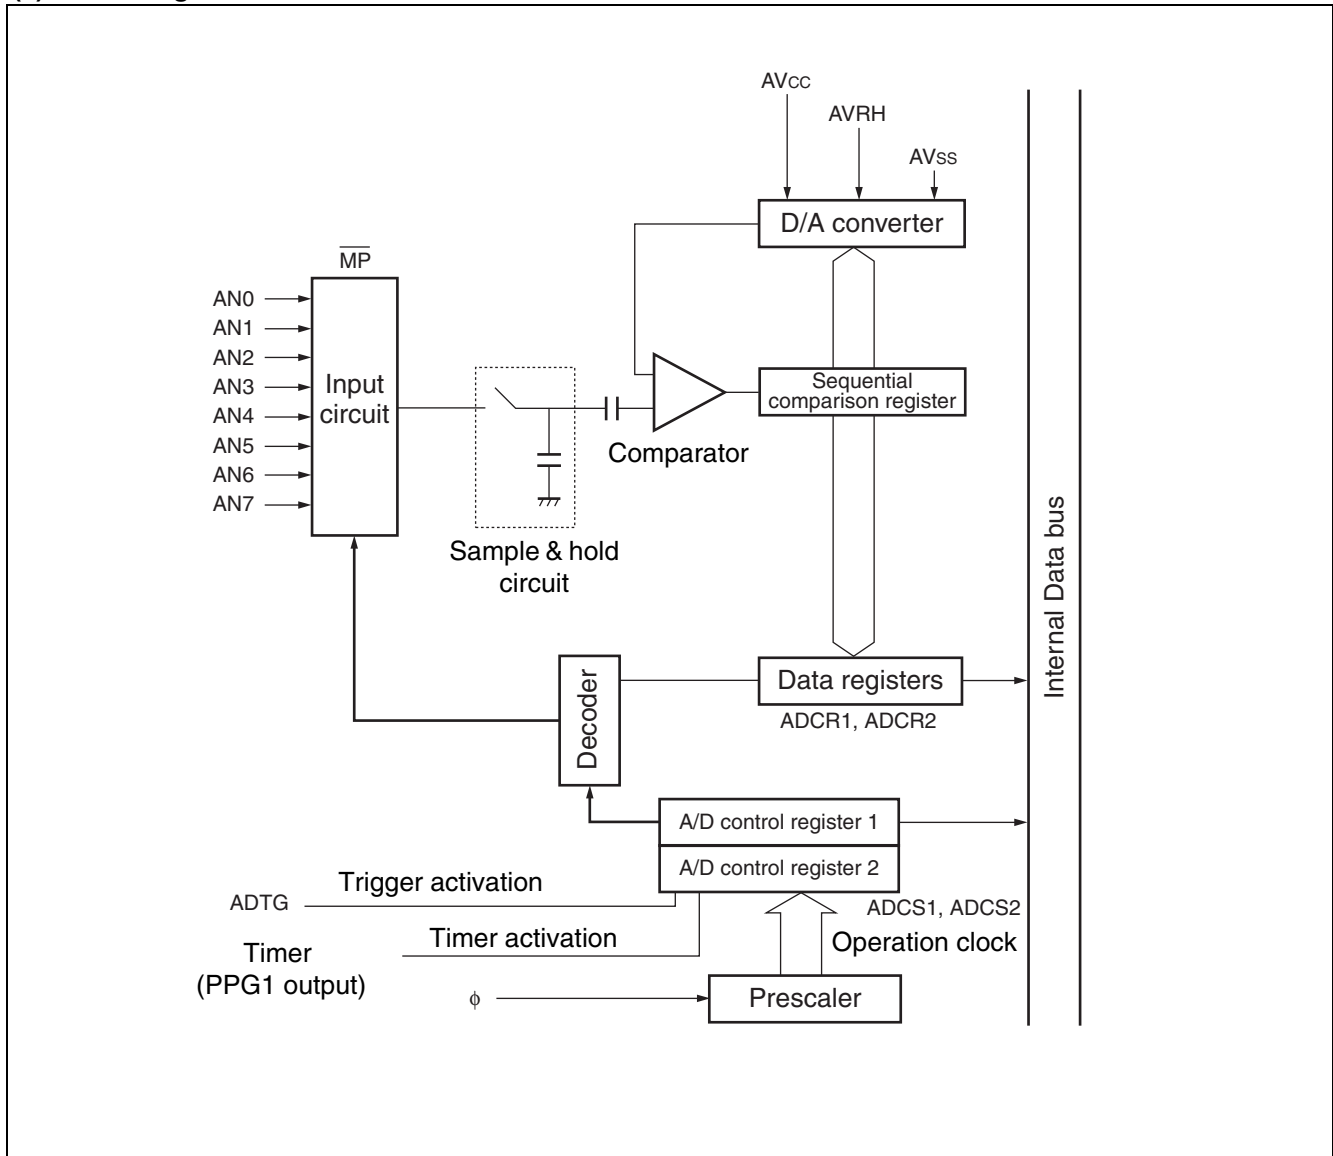 AVCC
AVRH
AVSS
D/A converter
MP
AN0
AN1
AN2
AN3
AN4
AN5
AN6
AN7
Input
circuit
Sequential
comparison register
Comparator
Sample & hold
circuit
Internal Data bus
Decoder
Data registers
ADCR1, ADCR2
A/D control register 1
A/D control register 2
Trigger activation
ADTG
ADCS1, ADCS2
Timer activation
Operation clock
Timer
(PPG1 output)
ϕ
Prescaler